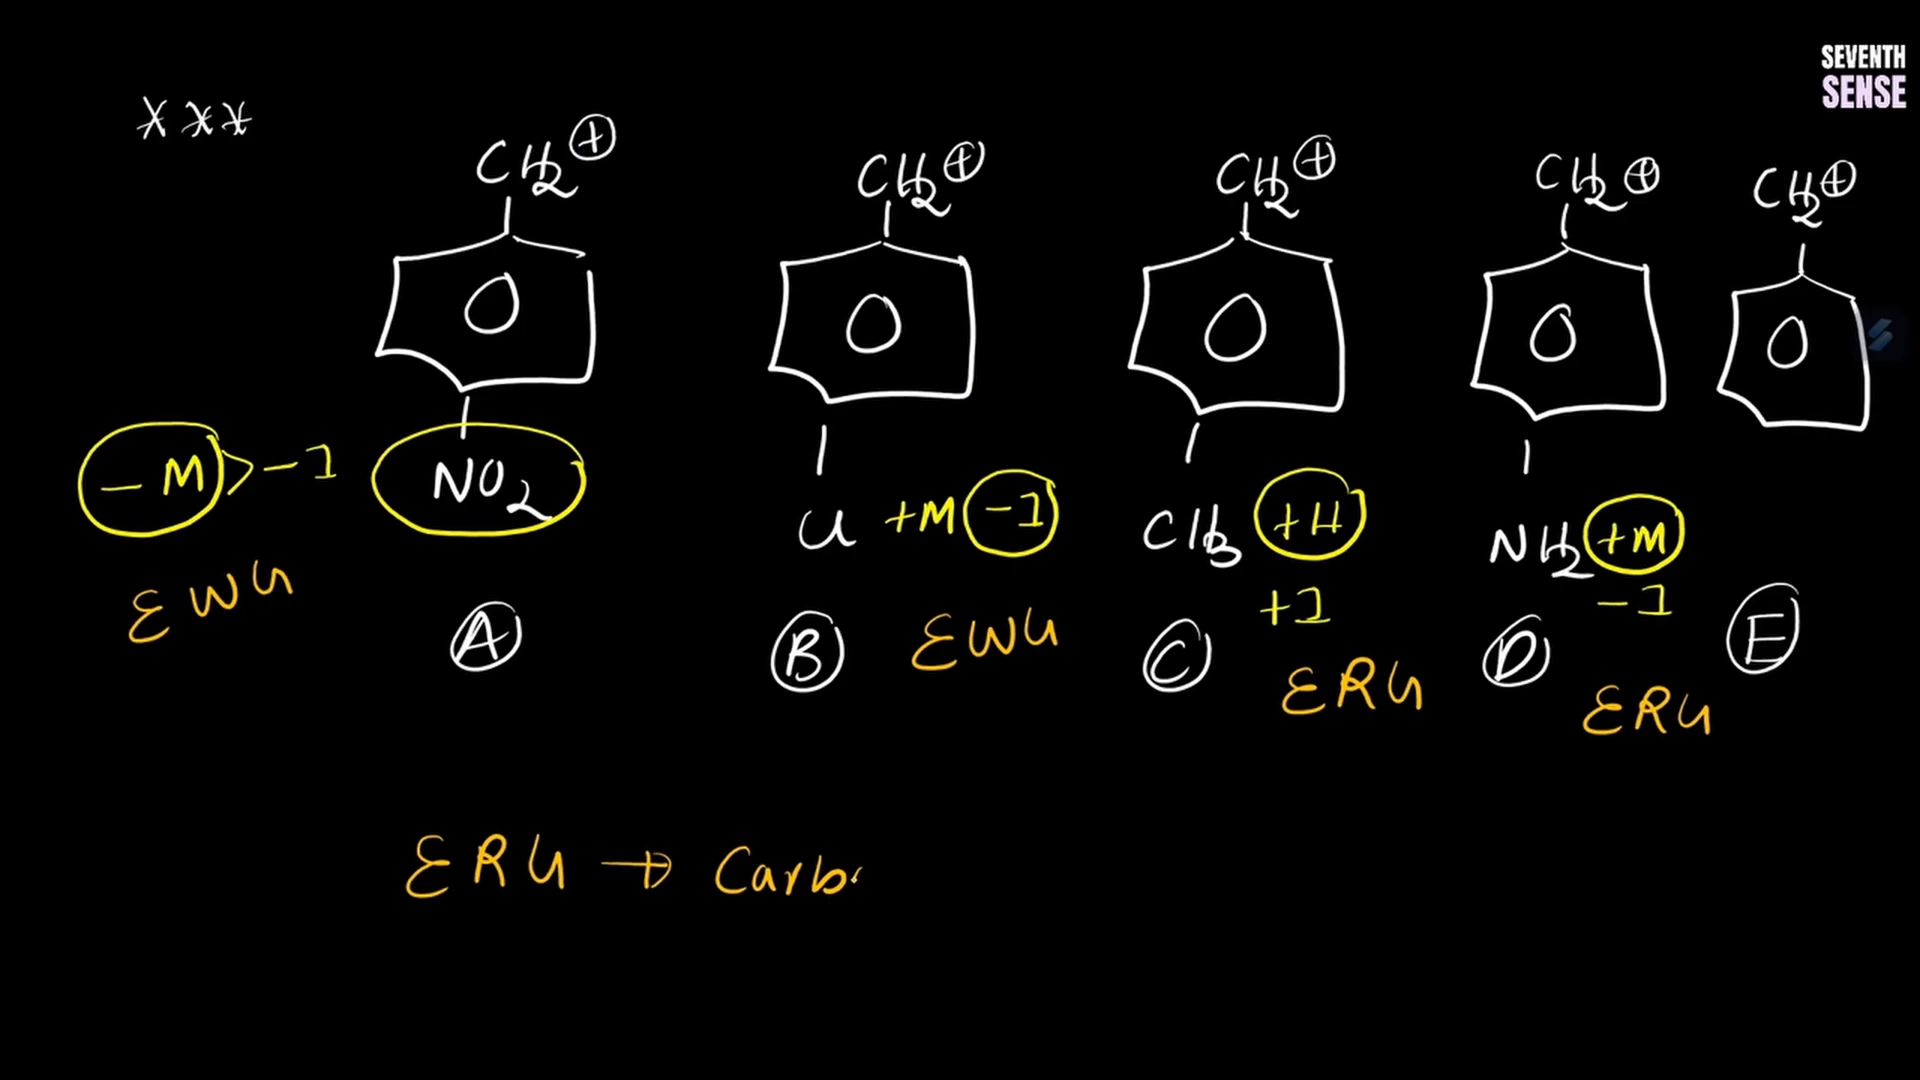 SEVENTH
SENSE
***
CH2⊕ CH2⊕ CH2⊕ CH2⊕ CH2⊕
-M > -I NO2 Cl +M -I CH3 +H NH2 +M
+I -I
EWG A B EWG C ERG D ERG E
ERG → Carb